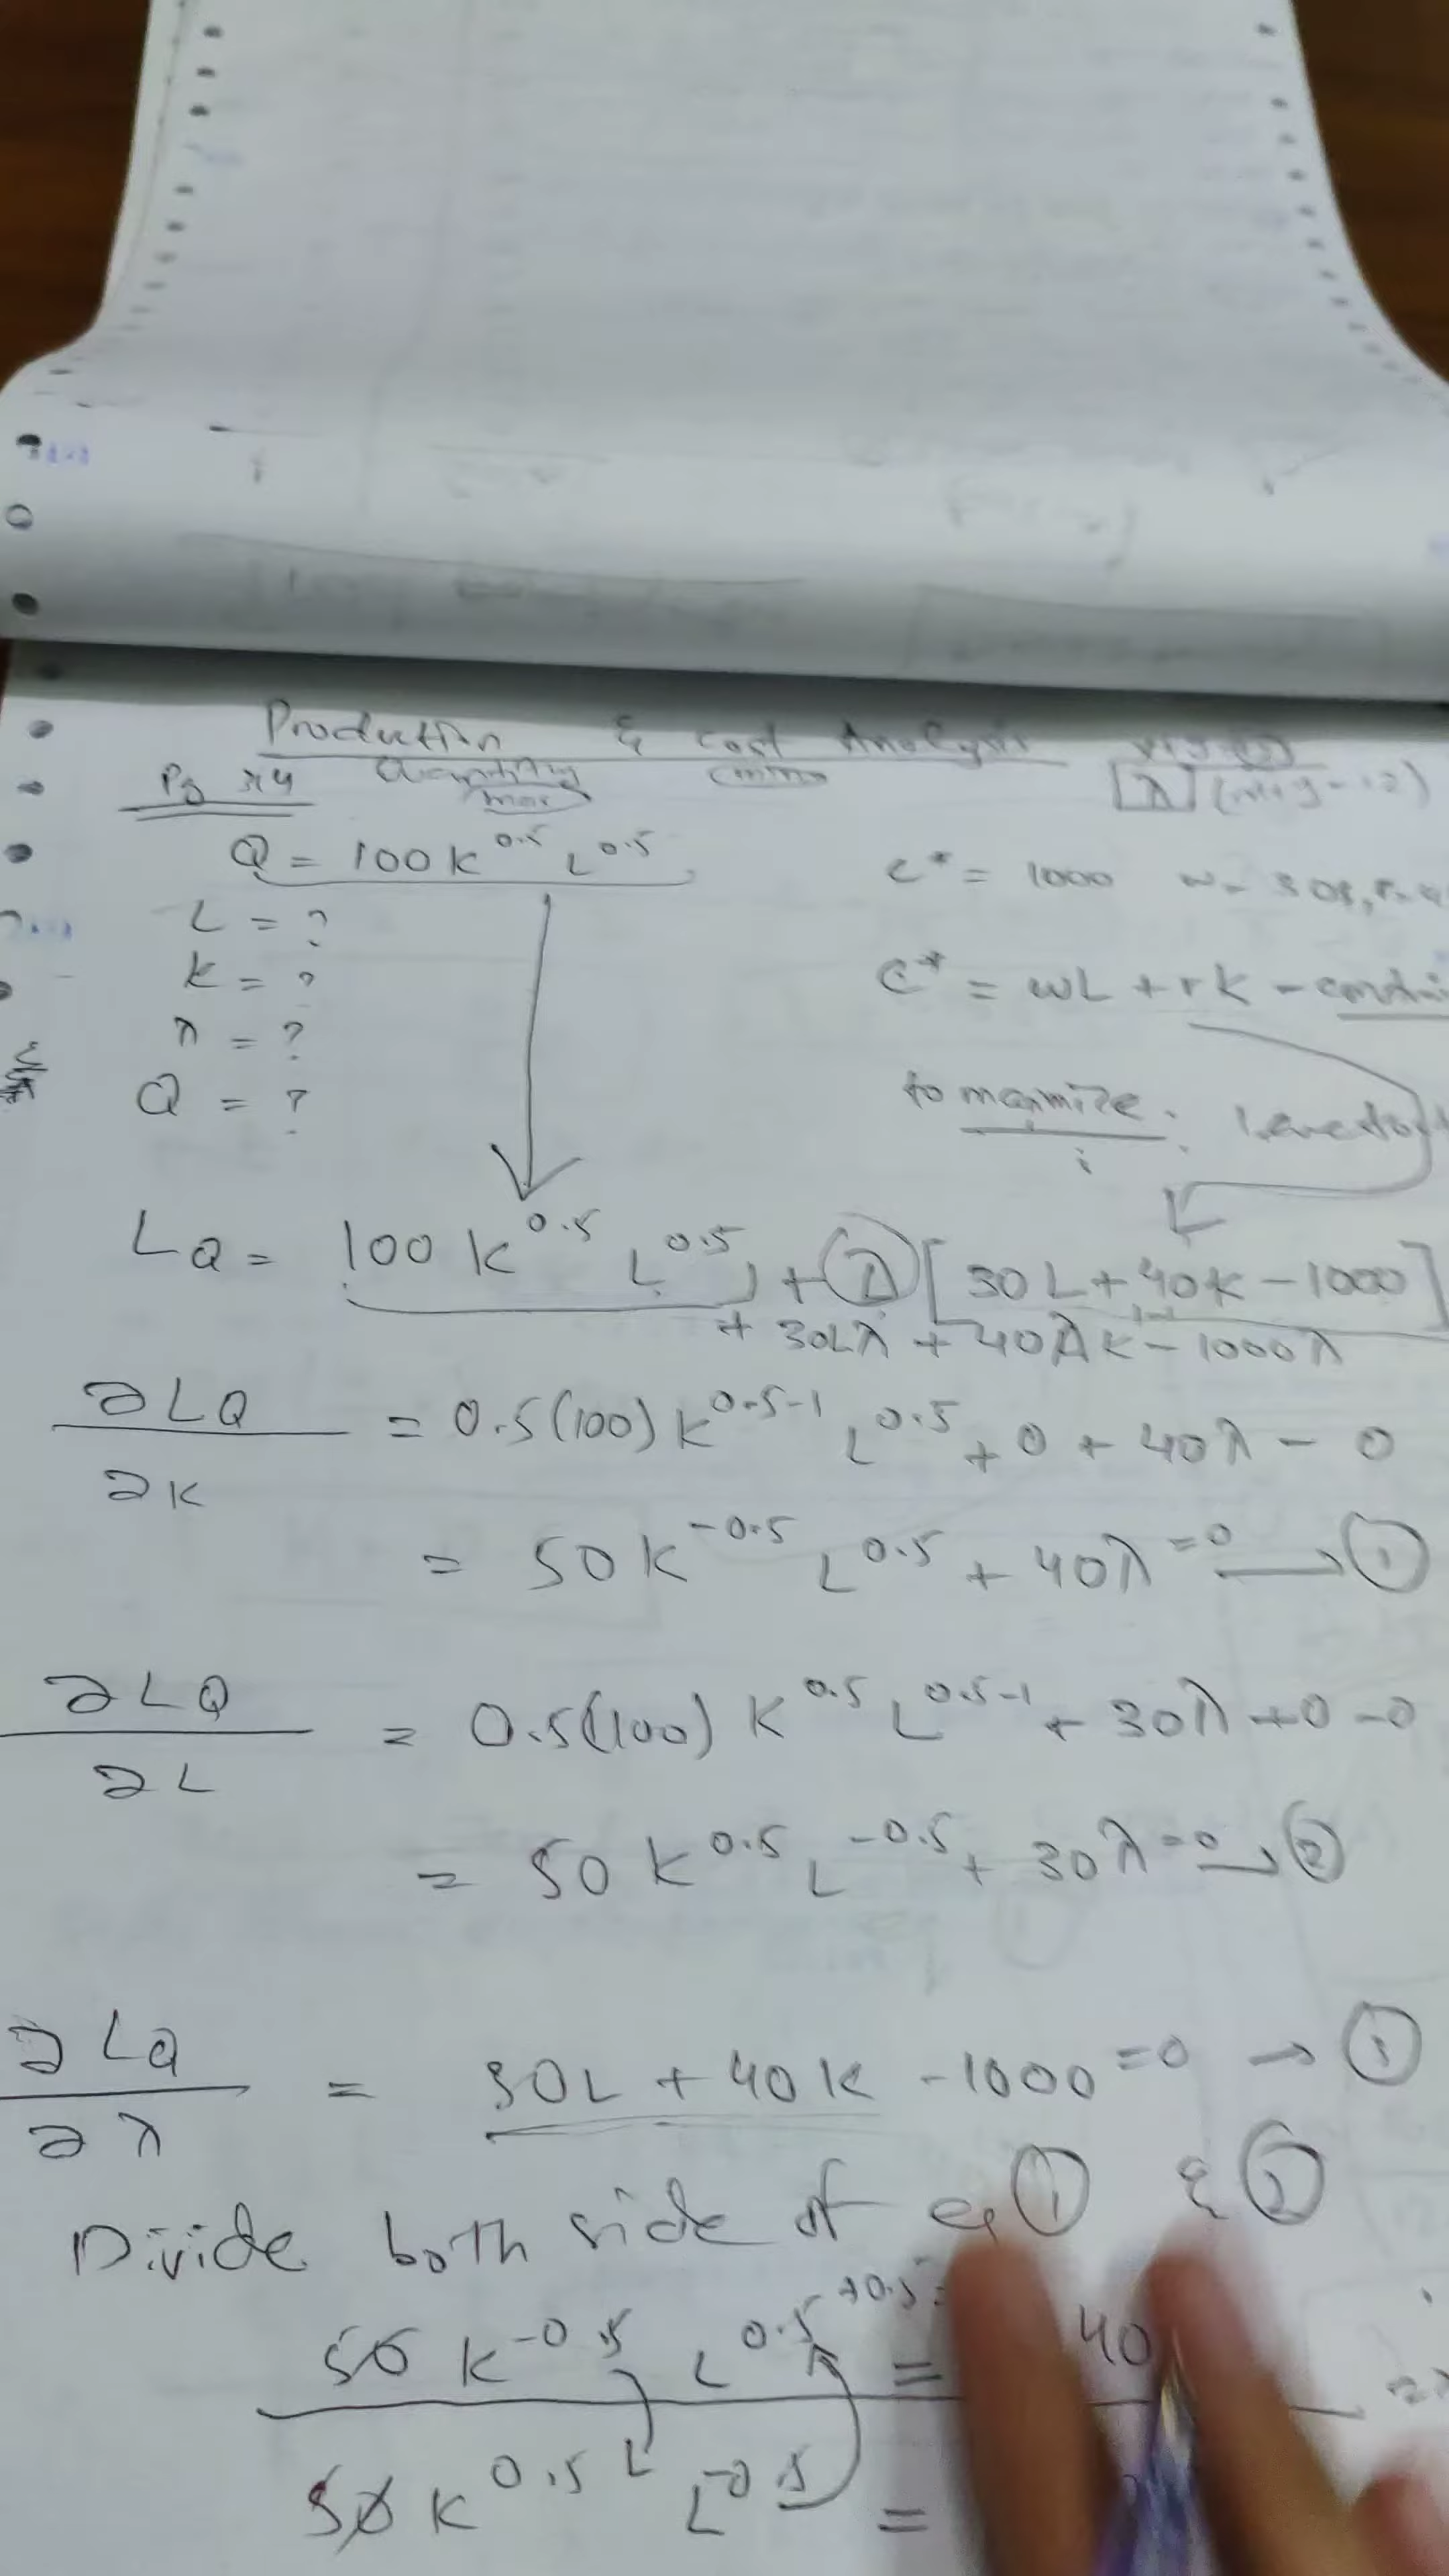 Production & cost Analysis
Pg 24 Quantity
max
[λ]
Q = 100K^0.5 L^0.5
C* = 1000
L = ?
K = ?
C* = wL + rK -
λ = ?
Q = ?
to maximize
LQ = 100 K^0.5 L^0.5 + λ [30L + 40K - 1000]
+ 30Lλ + 40λK - 1000λ
∂LQ/∂K = 0.5(100) K^0.5-1 L^0.5 + 0 + 40λ - 0
= 50K^-0.5 L^0.5 + 40λ = 0 → ①
∂LQ/∂L = 0.5(100) K^0.5 L^0.5-1 + 30λ + 0 - 0
= 50 K^0.5 L^-0.5 + 30λ = 0 → ②
∂LQ/∂λ = 30L + 40K - 1000 = 0 → ③
Divide both side of eq ① & ②
50 K^-0.5 L^0.5 +0.5 = 40
50 K^0.5 L^-0.5 =